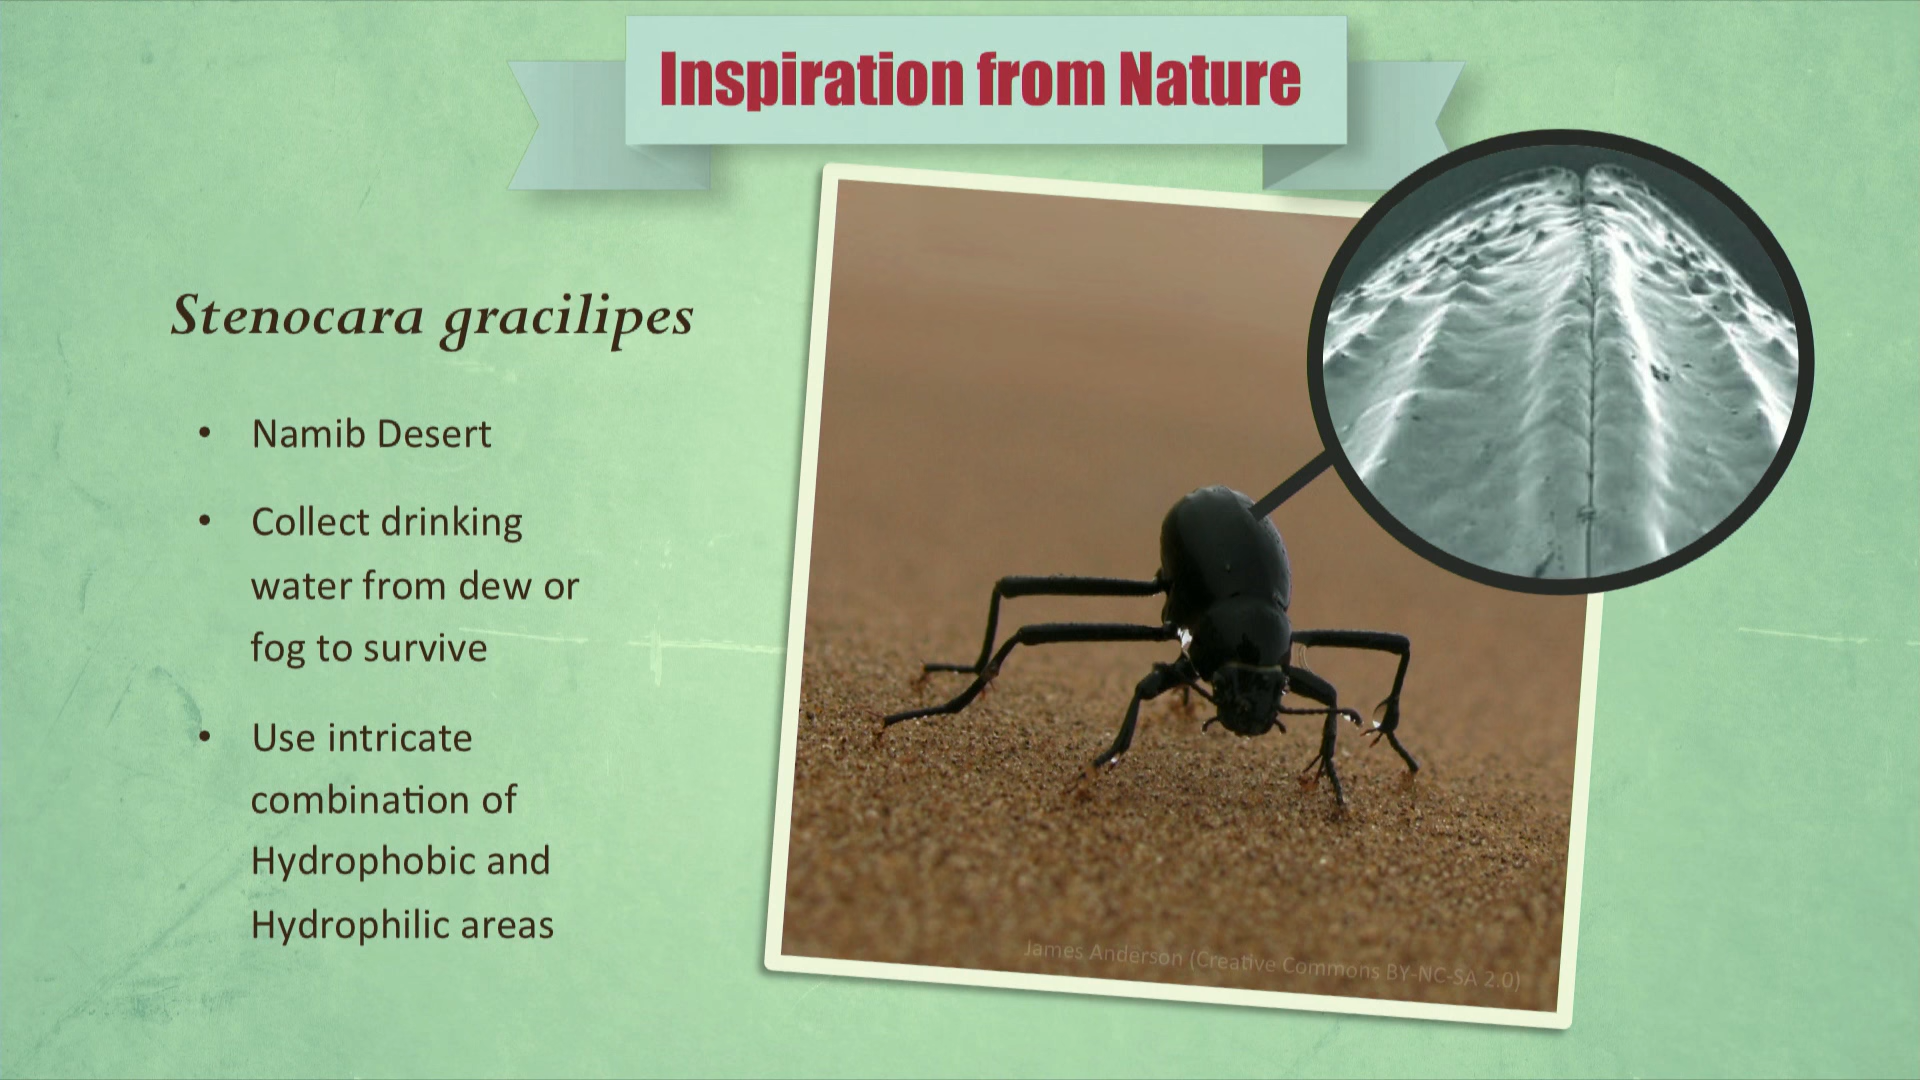 Inspiration from Nature
Stenocara gracilipes
• Namib Desert
• Collect drinking
water from dew or
fog to survive
• Use intricate
combination of
Hydrophobic and
Hydrophilic areas
James Anderson (Creative Commons BY-NC-SA 2.0)